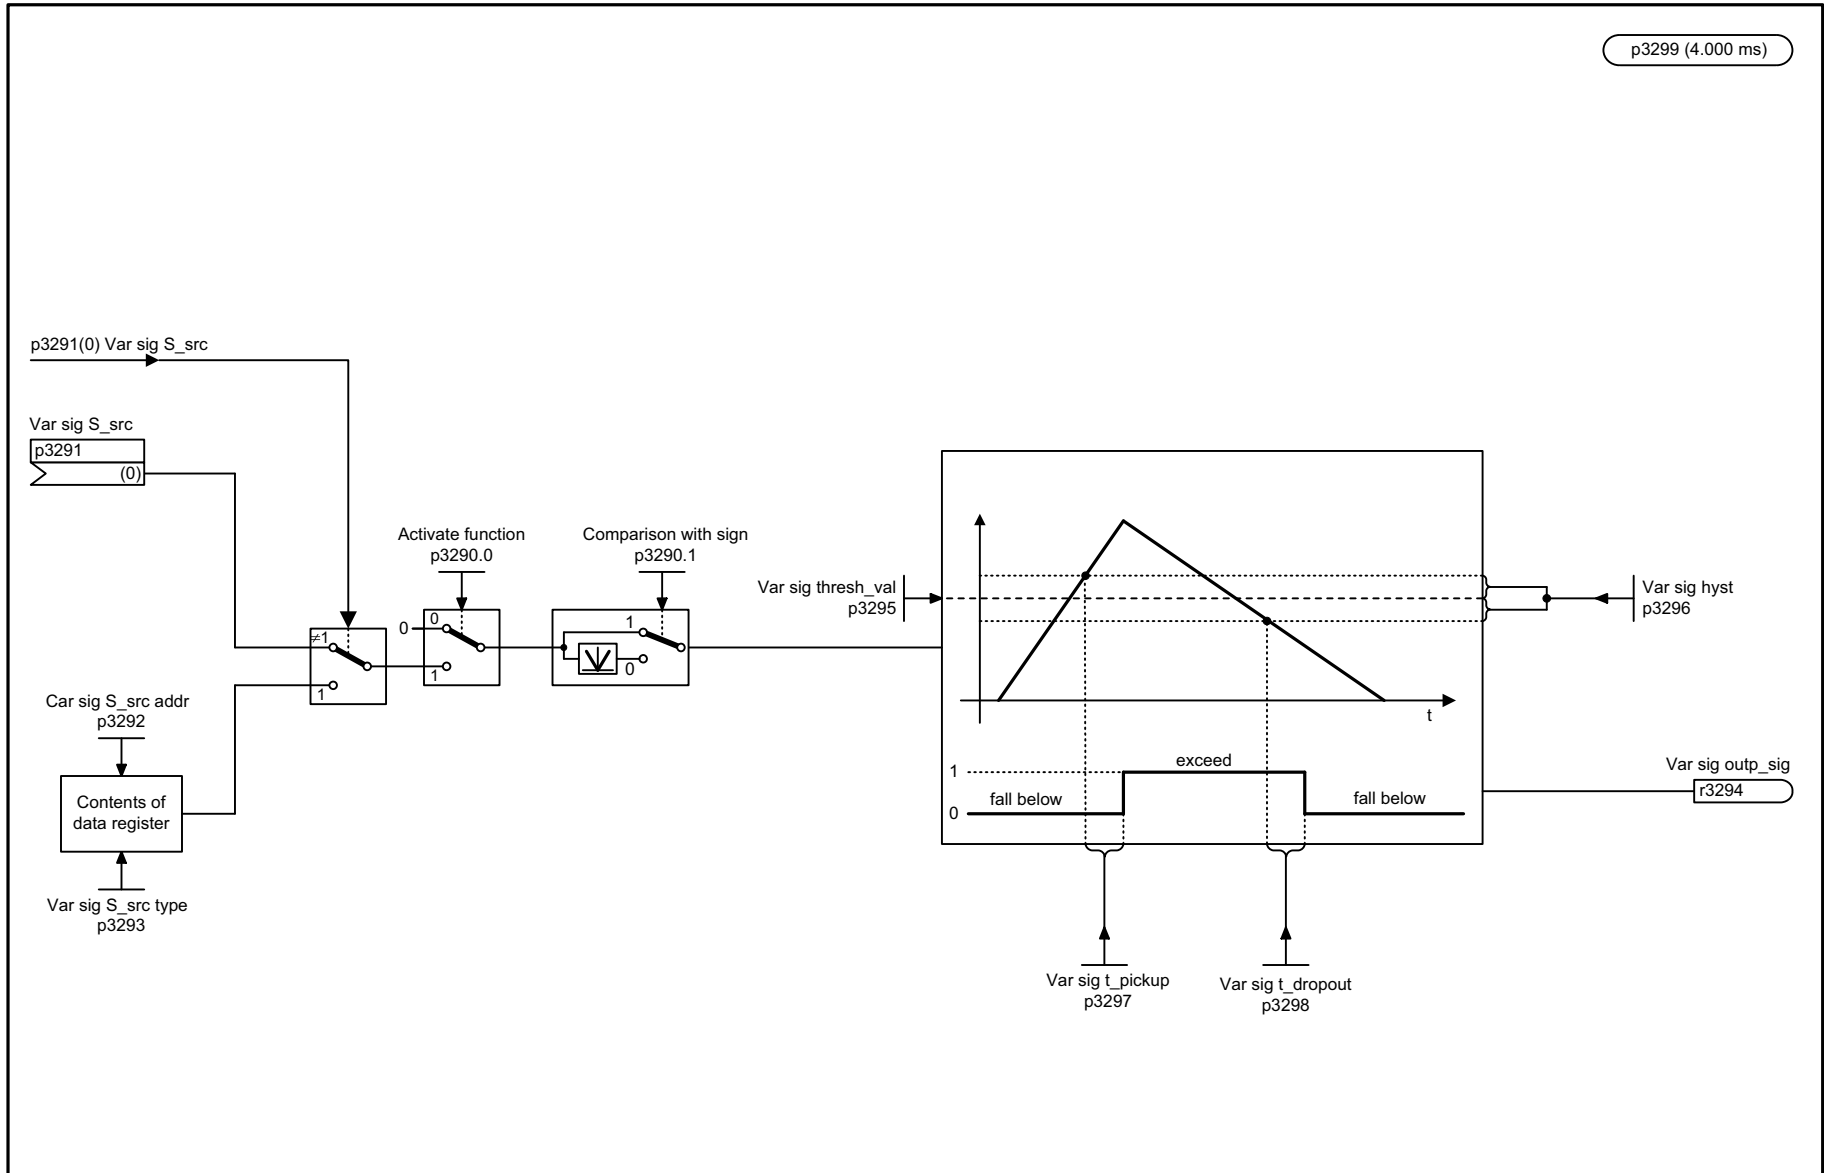 p3299 (4.000 ms)
p3291(0) Var sig S_src
Var sig S_src
p3291
(0)
Activate function
p3290.0
Comparison with sign
p3290.1
≠1
1
0
0
1
1
0
Car sig S_src addr
p3292
Contents of
data register
Var sig S_src type
p3293
Var sig thresh_val
p3295
Var sig hyst
p3296
t
1
exceed
fall below
fall below
0
Var sig outp_sig
r3294
Var sig t_pickup
p3297
Var sig t_dropout
p3298